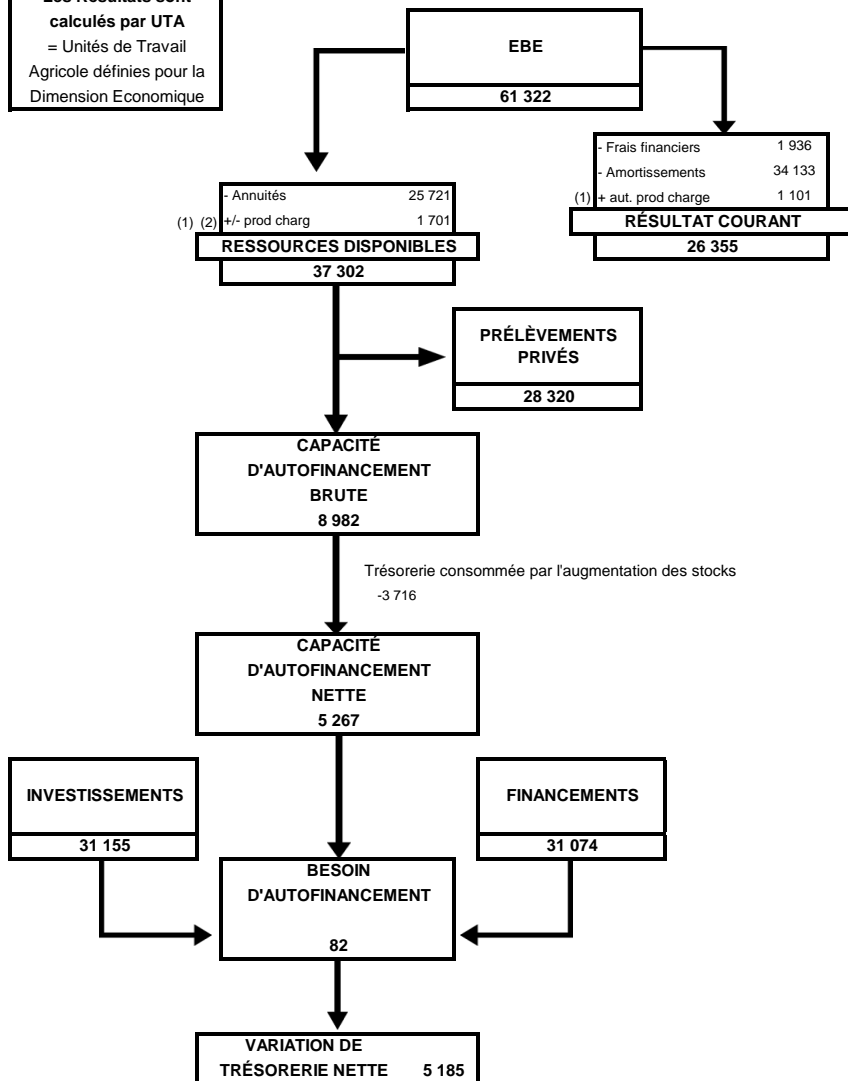 Les Résultats sont
calculés par UTA
= Unités de Travail
Agricole définies pour la
Dimension Economique
EBE
61 322
- Frais financiers 1 936
- Amortissements 34 133
(1) + aut. prod charge 1 101
RÉSULTAT COURANT
26 355
- Annuités 25 721
(1) (2) +/- prod charg 1 701
RESSOURCES DISPONIBLES
37 302
PRÉLÈVEMENTS
PRIVÉS
28 320
CAPACITÉ
D'AUTOFINANCEMENT
BRUTE
8 982
Trésorerie consommée par l'augmentation des stocks
-3 716
CAPACITÉ
D'AUTOFINANCEMENT
NETTE
5 267
INVESTISSEMENTS
31 155
FINANCEMENTS
31 074
BESOIN
D'AUTOFINANCEMENT
82
VARIATION DE
TRÉSORERIE NETTE 5 185